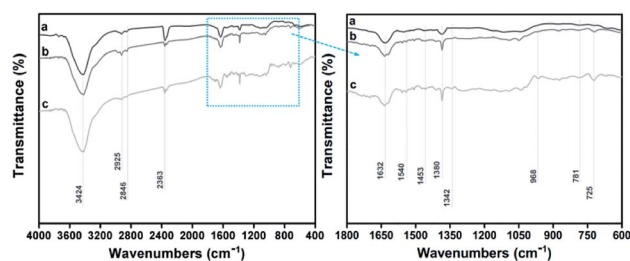 a
b
c
Transmittance (%)
3424
2925
2846
2363
4000 3600 3200 2800 2400 2000 1600 1200 800 400
Wavenumbers (cm⁻¹)
a
b
c
Transmittance (%)
1632
1540
1453
1380
1342
968
781
725
1800 1650 1500 1350 1200 1050 900 750 600
Wavenumbers (cm⁻¹)